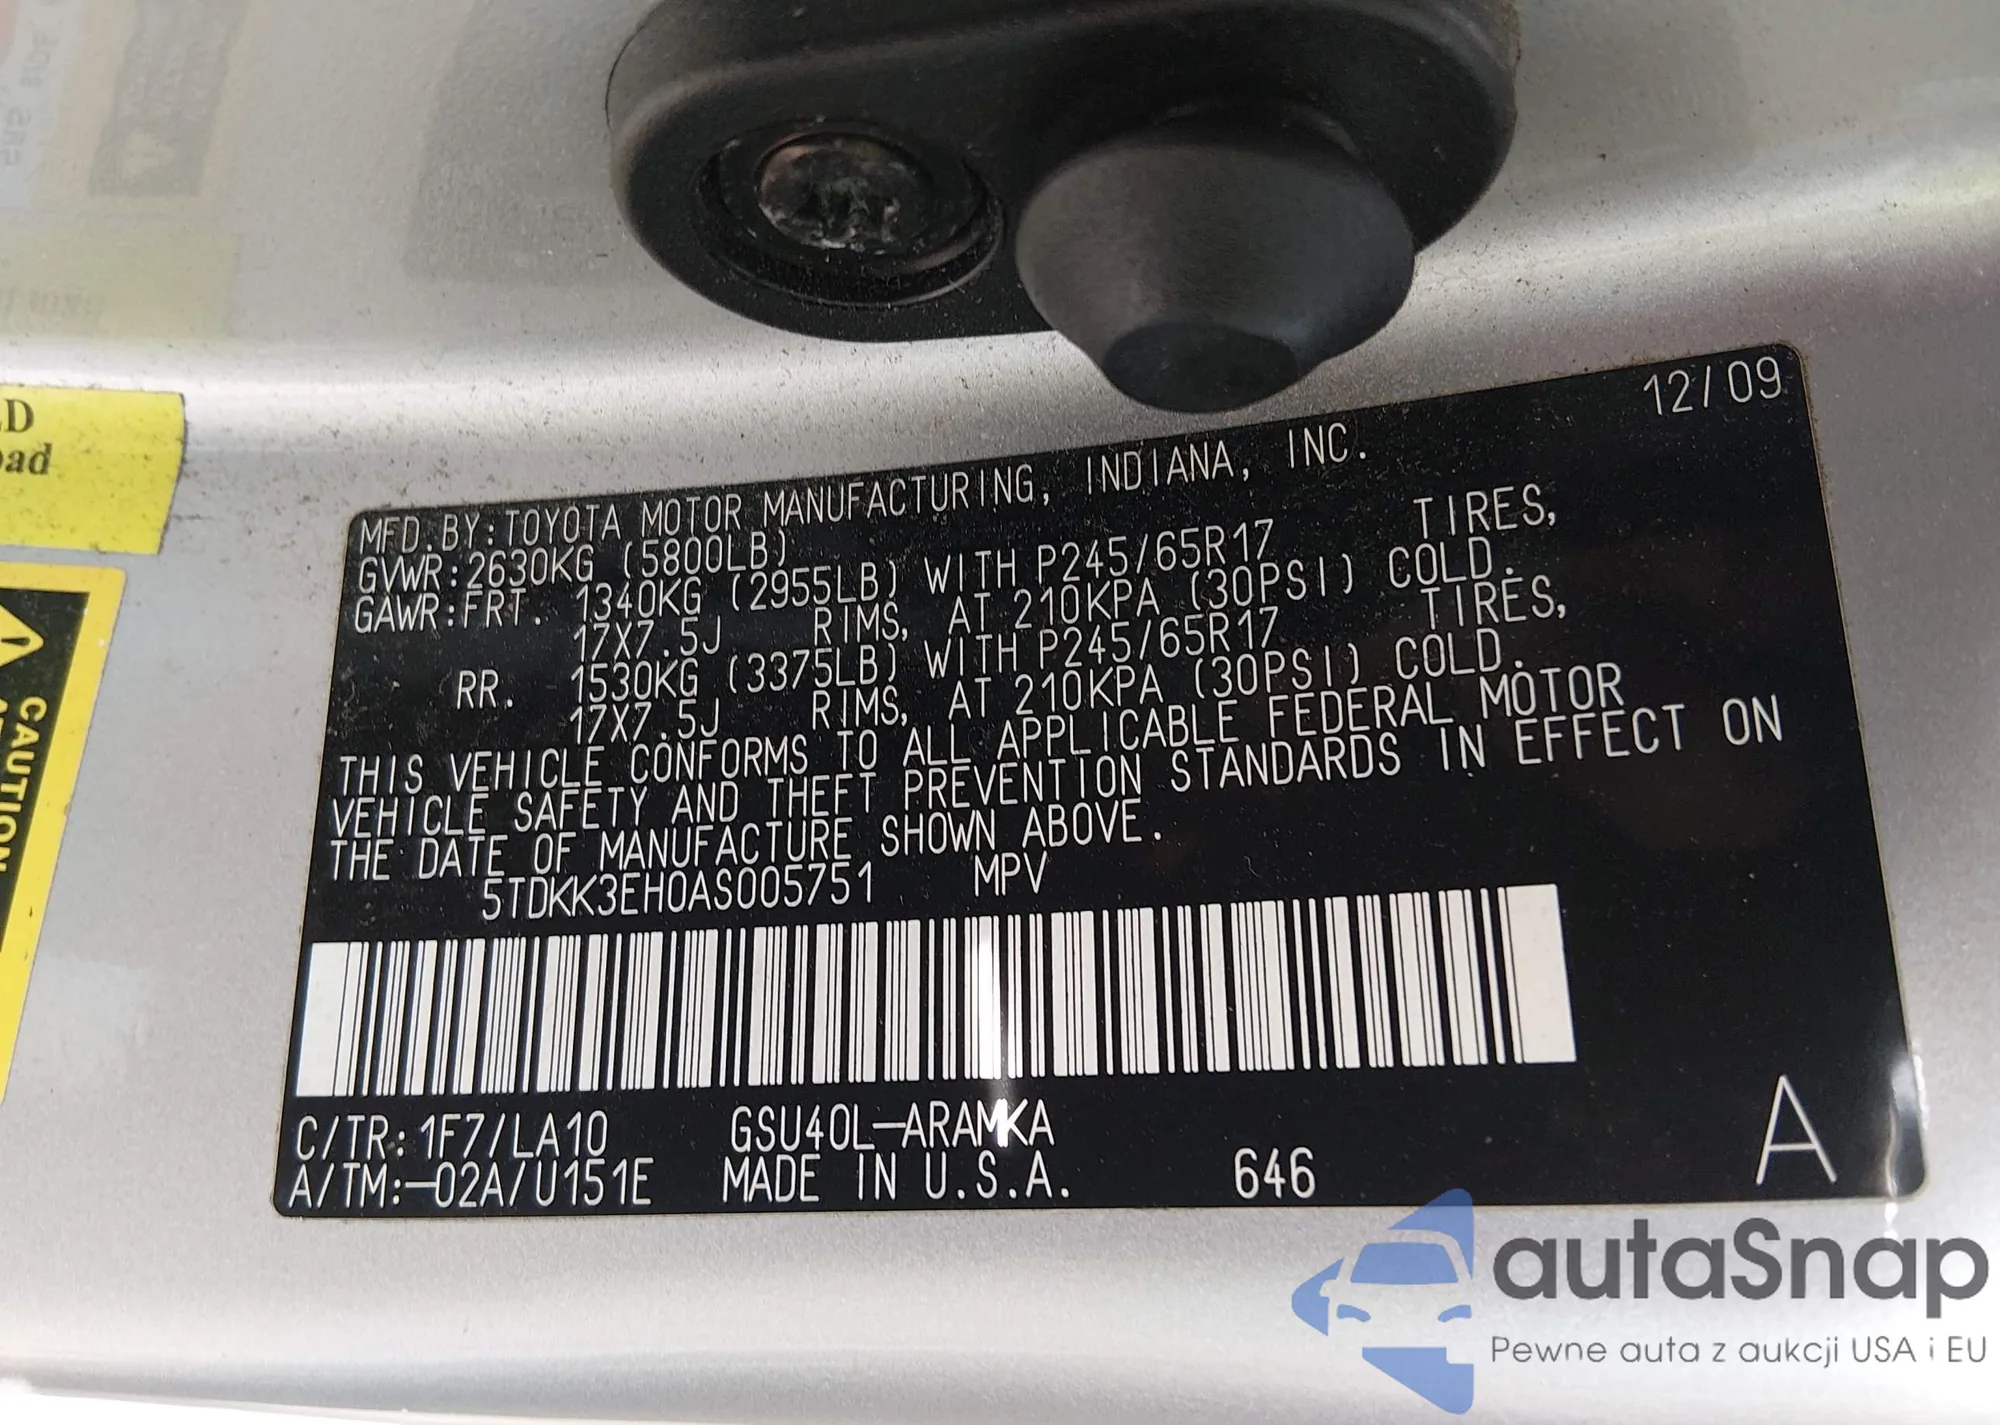 12/09
MFD.BY:TOYOTA MOTOR MANUFACTURING, INDIANA, INC.
GVWR:2630KG (5800LB)
GAWR:FRT. 1340KG (2955LB) WITH P245/65R17 TIRES,
17X7.5J RIMS, AT 210KPA (30PSI) COLD.
RR. 1530KG (3375LB) WITH P245/65R17 TIRES,
17X7.5J RIMS, AT 210KPA (30PSI) COLD.
THIS VEHICLE CONFORMS TO ALL APPLICABLE FEDERAL MOTOR
VEHICLE SAFETY AND THEFT PREVENTION STANDARDS IN EFFECT ON
THE DATE OF MANUFACTURE SHOWN ABOVE.
5TDKK3EH0AS005751 MPV
C/TR:1F7/LA10 GSU40L-ARAMKA
A/TM:-02A/U151E MADE IN U.S.A. 646
A
CAUTION
autaSnap
Pewne auta z aukcji USA i EU